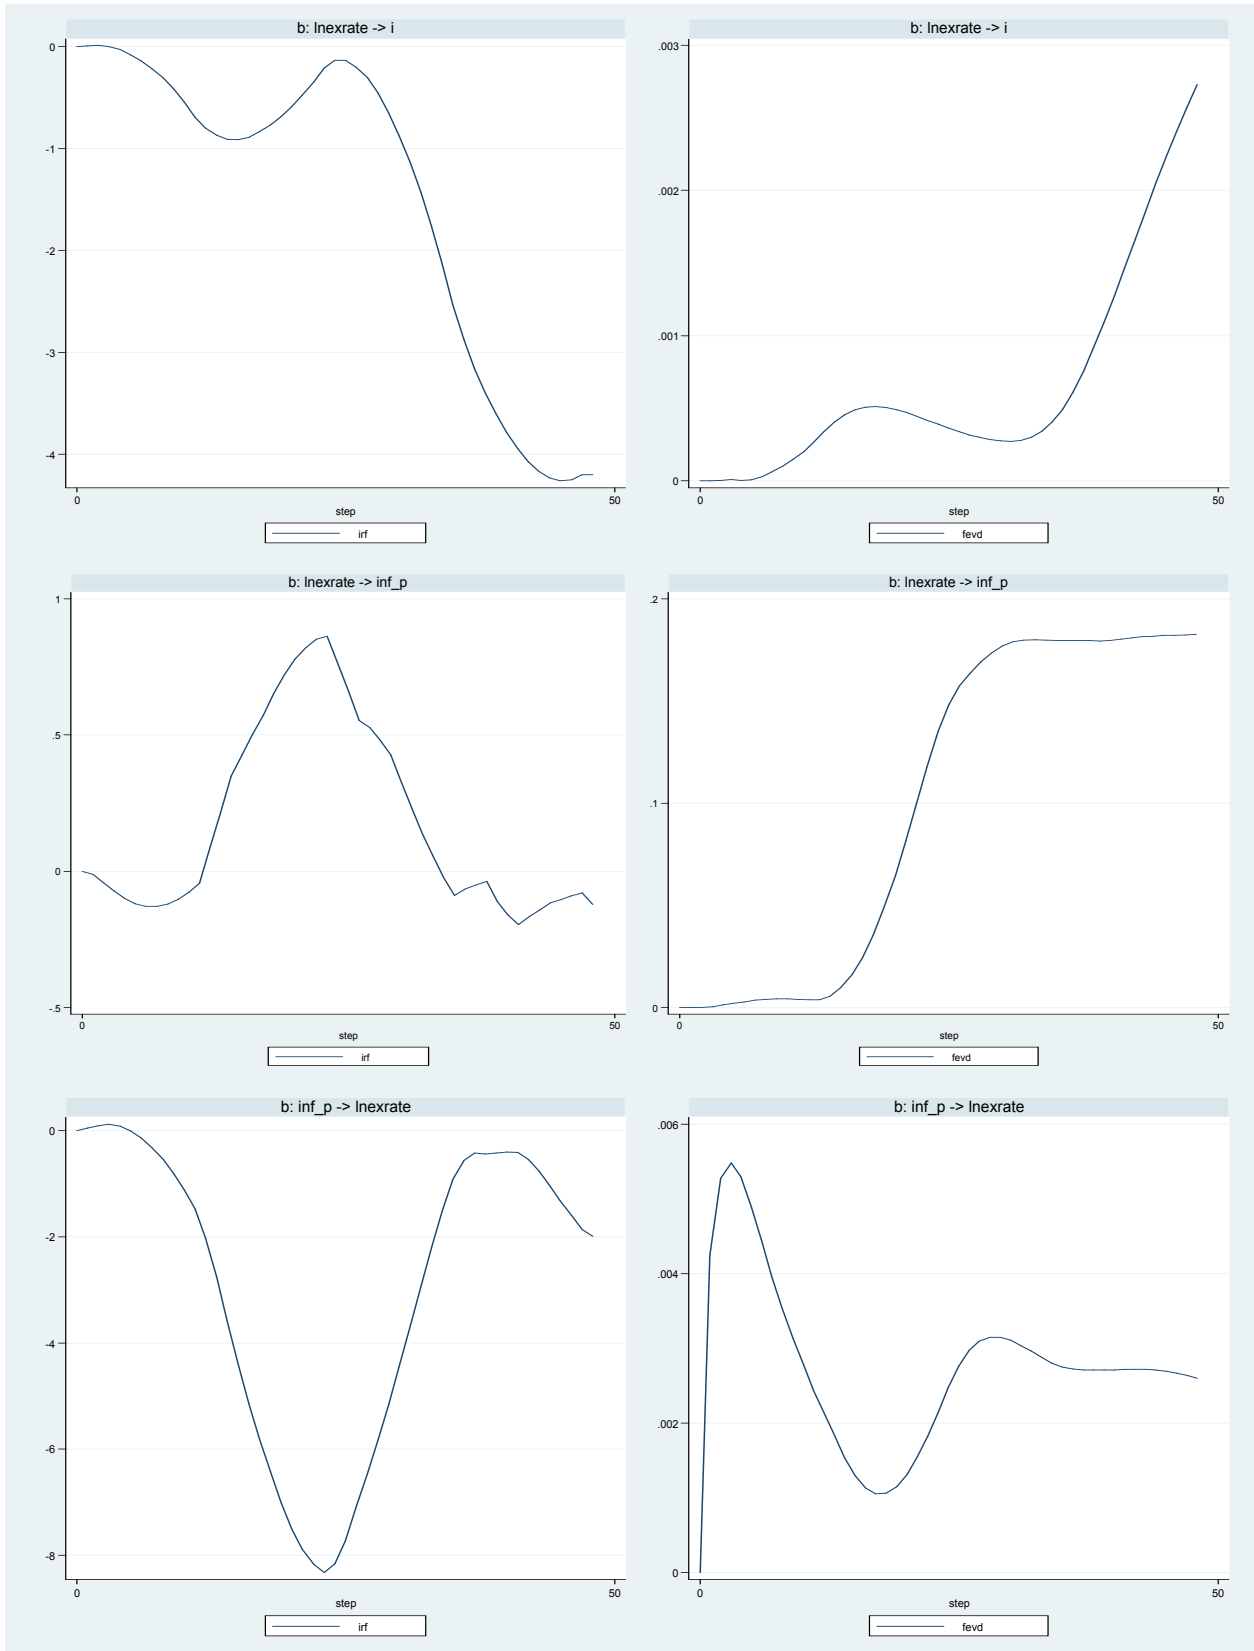 b: lnexrate -> i
0
-1
-2
-3
-4
0
50
step
irf
b: lnexrate -> i
.003
.002
.001
0
0
50
step
fevd
b: lnexrate -> inf_p
1
.5
0
-.5
0
50
step
irf
b: lnexrate -> inf_p
.2
.1
0
0
50
step
fevd
b: inf_p -> lnexrate
0
-2
-4
-6
-8
0
50
step
irf
b: inf_p -> lnexrate
.006
.004
.002
0
0
50
step
fevd